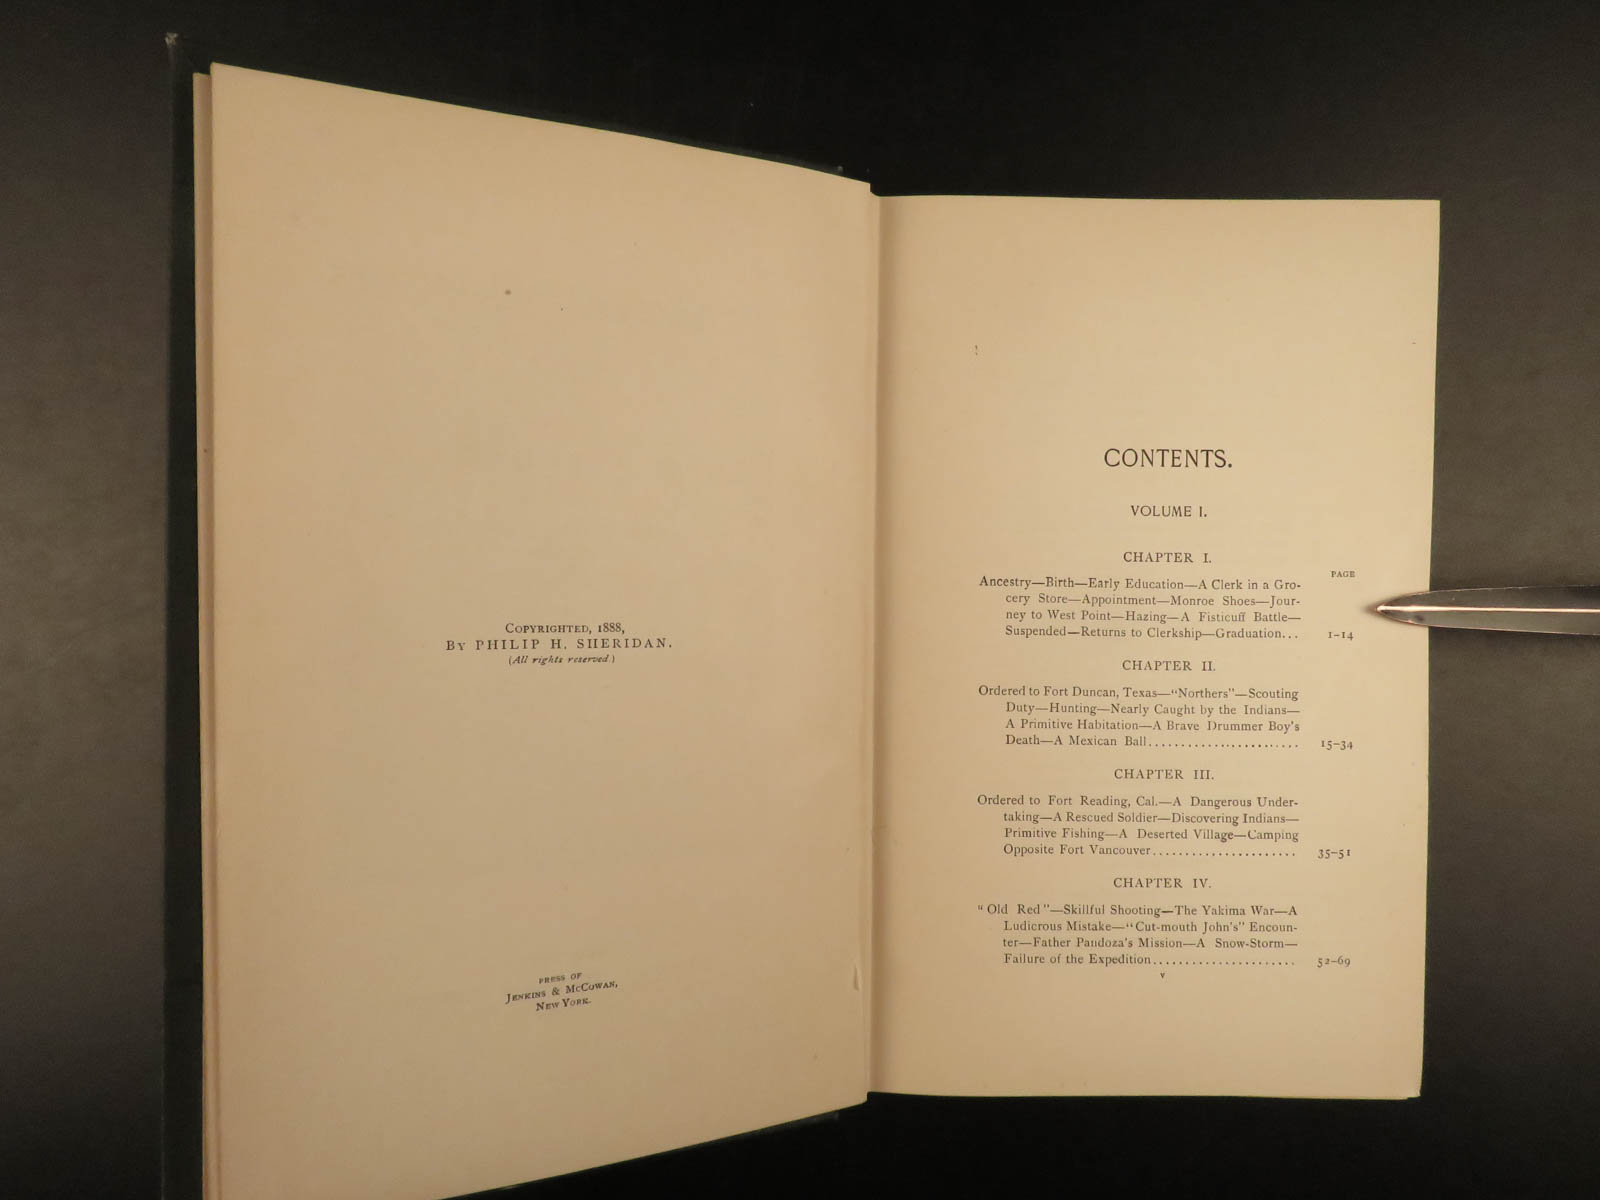 COPYRIGHTED, 1888,
BY PHILIP H. SHERIDAN.
(All rights reserved.)
PRESS OF
JENKINS & MCCOWAN,
NEW YORK.
CONTENTS.
VOLUME I.
CHAPTER I.
PAGE
Ancestry—Birth—Early Education—A Clerk in a Gro-
cery Store—Appointment—Monroe Shoes—Jour-
ney to West Point—Hazing—A Fisticuff Battle—
Suspended—Returns to Clerkship—Graduation... 1-14
CHAPTER II.
Ordered to Fort Duncan, Texas—"Northers"—Scouting
Duty—Hunting—Nearly Caught by the Indians—
A Primitive Habitation—A Brave Drummer Boy's
Death—A Mexican Ball....................... 15-34
CHAPTER III.
Ordered to Fort Reading, Cal.—A Dangerous Under-
taking—A Rescued Soldier—Discovering Indians—
Primitive Fishing—A Deserted Village—Camping
Opposite Fort Vancouver...................... 35-51
CHAPTER IV.
"Old Red"—Skillful Shooting—The Yakima War—A
Ludicrous Mistake—"Cut-mouth John's" Encoun-
ter—Father Pandoza's Mission—A Snow-Storm—
Failure of the Expedition...................... 52-69
v